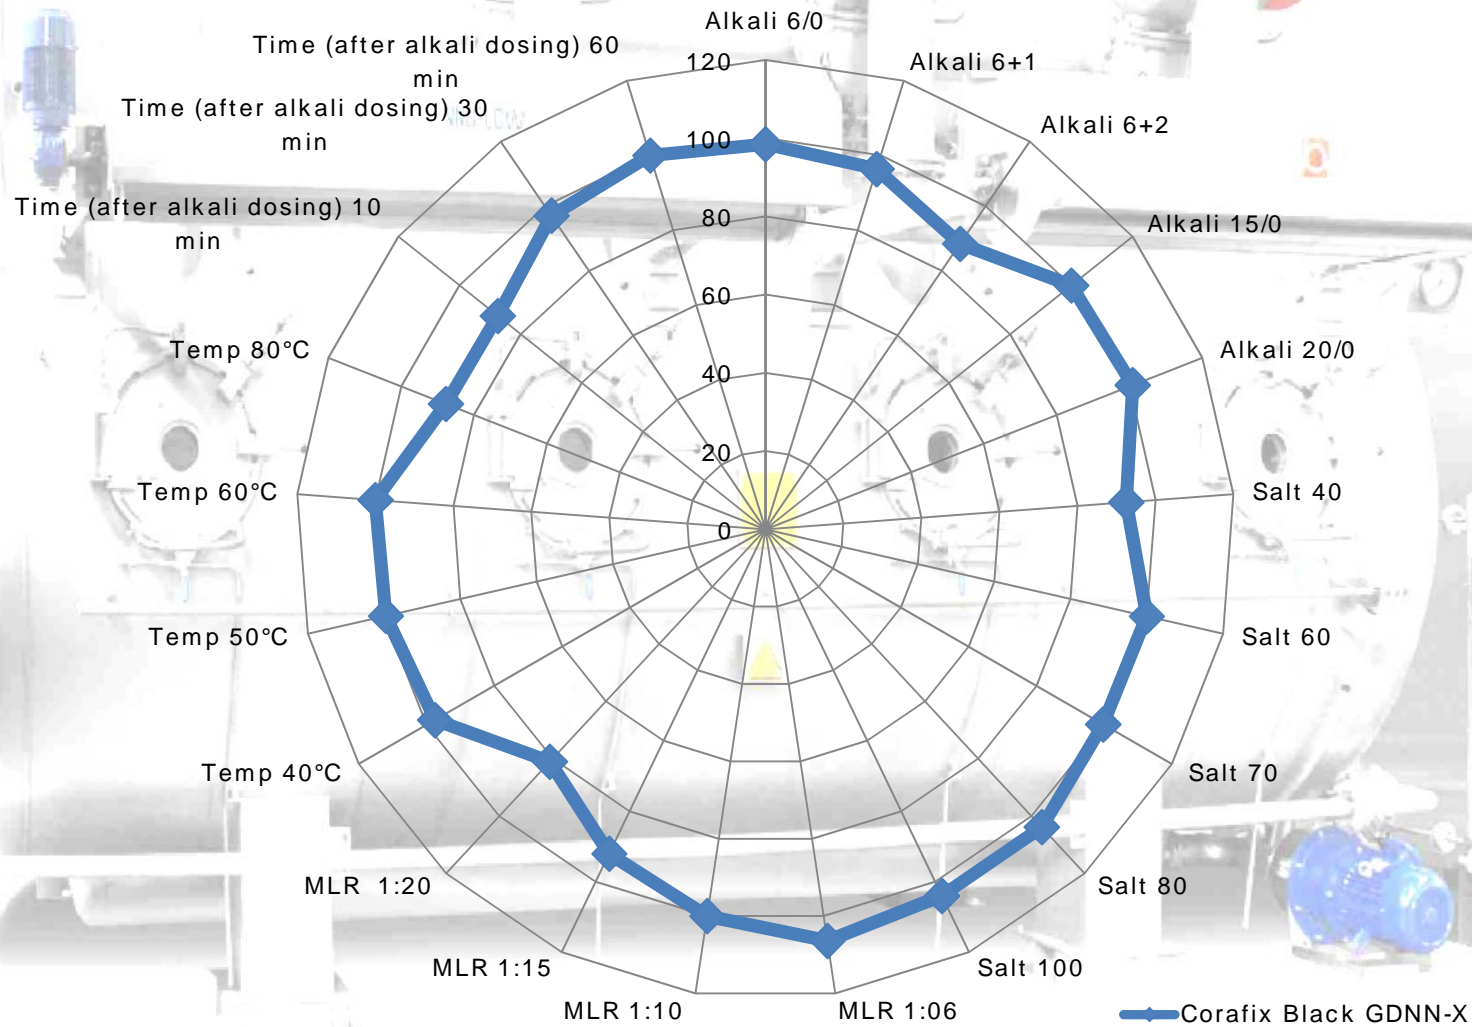 Alkali 6/0
Time (after alkali dosing) 60
min
Alkali 6+1
Time (after alkali dosing) 30
min
Alkali 6+2
Time (after alkali dosing) 10
min
Alkali 15/0
Temp 80°C
Alkali 20/0
Temp 60°C
Salt 40
Temp 50°C
Salt 60
Temp 40°C
Salt 70
MLR  1:20
Salt 80
MLR 1:15
Salt 100
MLR 1:10
MLR 1:06
120
100
80
60
40
20
0
Corafix Black GDNN-X